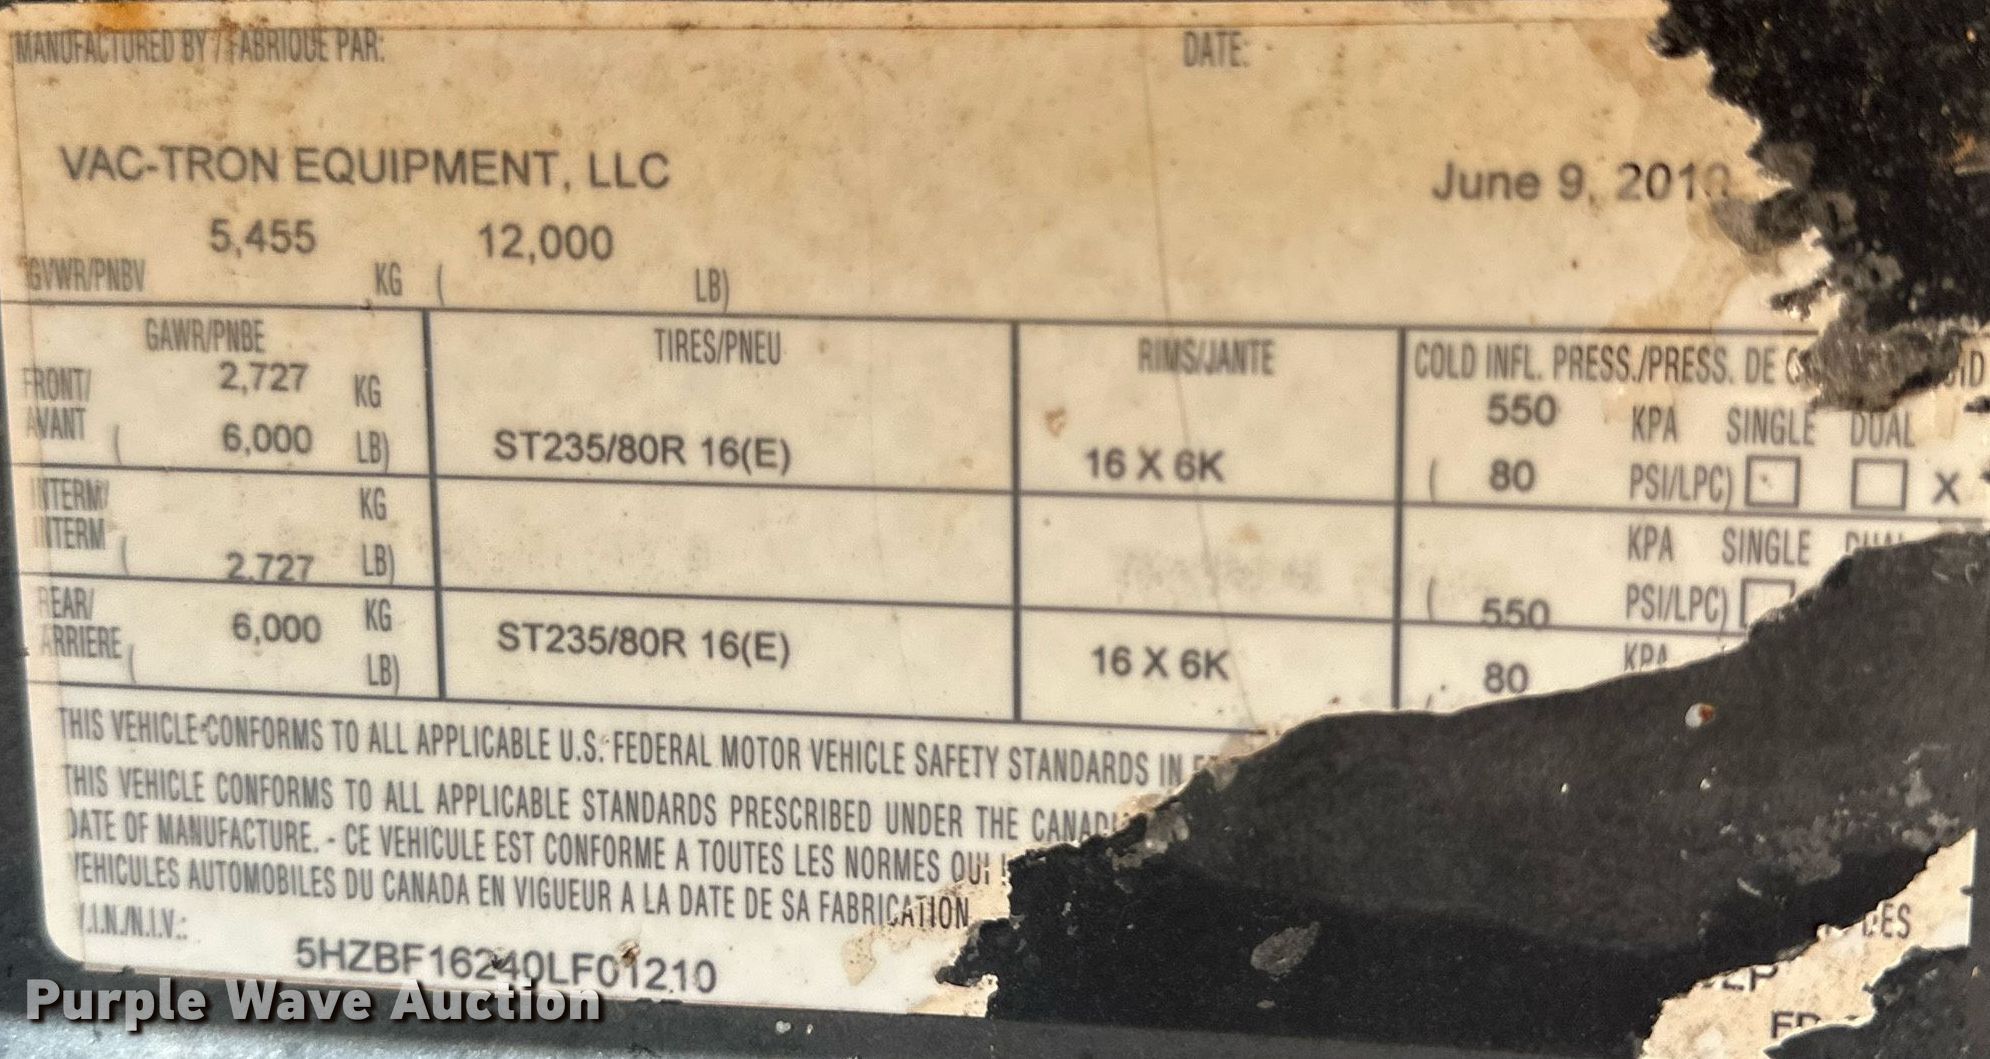 MANUFACTURED BY / FABRIQUE PAR: DATE:
VAC-TRON EQUIPMENT, LLC June 9, 2010
5,455 12,000
GVWR/PNBV KG ( LB)
GAWR/PNBE TIRES/PNEU RIMS/JANTE COLD INFL. PRESS./PRESS. DE
FRONT/ 2,727 KG 550 KPA SINGLE DUAL
AVANT ( 6,000 LB) ST235/80R 16(E) 16 X 6K ( 80 PSI/LPC) X
INTERM/ KG KPA SINGLE DUAL
INTERM ( 2,727 LB) ( 550 PSI/LPC)
REAR/ 6,000 KG ST235/80R 16(E) 16 X 6K 80 KPA
ARRIERE ( LB)
THIS VEHICLE CONFORMS TO ALL APPLICABLE U.S. FEDERAL MOTOR VEHICLE SAFETY STANDARDS IN
THIS VEHICLE CONFORMS TO ALL APPLICABLE STANDARDS PRESCRIBED UNDER THE
DATE OF MANUFACTURE. - CE VEHICULE EST CONFORME A TOUTES LES NORMES QUI
VEHICULES AUTOMOBILES DU CANADA EN VIGUEUR A LA DATE DE SA FABRICATION
V.I.N./N.I.V.:
5HZBF16240LF01210
Purple Wave Auction